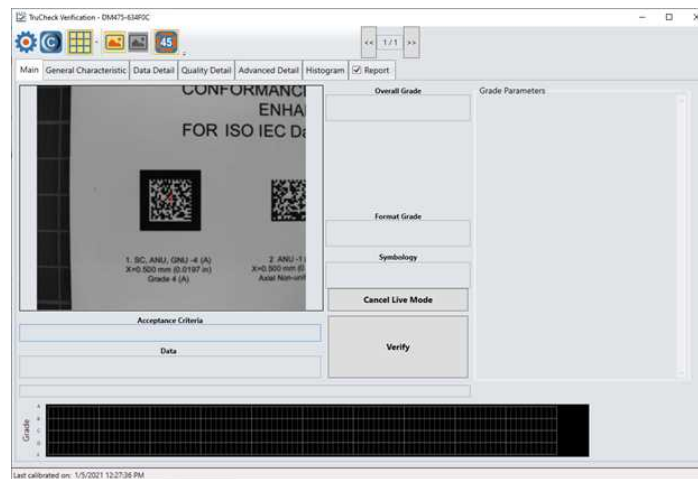 TruCheck Verification - DM475-634F0C
45
<< 1 / 1 >>
Main General Characteristic Data Detail Quality Detail Advanced Detail Histogram Report
CONFORMANC
ENHA
FOR ISO IEC Da
1. SC, ANU, GNU -4 (A)
X=0.500 mm (0.0197 in)
Grade 4 (A)
2 ANU -1
X=0.500 mm (0
Axial Non-unif
Overall Grade
Grade Parameters
Format Grade
Symbology
Cancel Live Mode
Verify
Acceptance Criteria
Data
Grade
Last calibrated on: 1/5/2021 12:27:36 PM